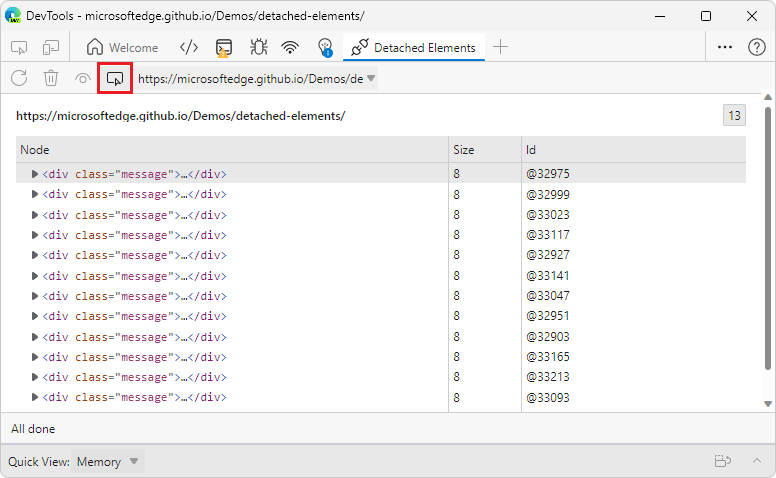 DevTools - microsoftedge.github.io/Demos/detached-elements/
Welcome
Detached Elements
https://microsoftedge.github.io/Demos/de
https://microsoftedge.github.io/Demos/detached-elements/ 13
Node Size Id
<div class="message">…</div> 8 @32975
<div class="message">…</div> 8 @32999
<div class="message">…</div> 8 @33023
<div class="message">…</div> 8 @33117
<div class="message">…</div> 8 @32927
<div class="message">…</div> 8 @33141
<div class="message">…</div> 8 @33047
<div class="message">…</div> 8 @32951
<div class="message">…</div> 8 @32903
<div class="message">…</div> 8 @33165
<div class="message">…</div> 8 @33213
<div class="message">…</div> 8 @33093
All done
Quick View: Memory